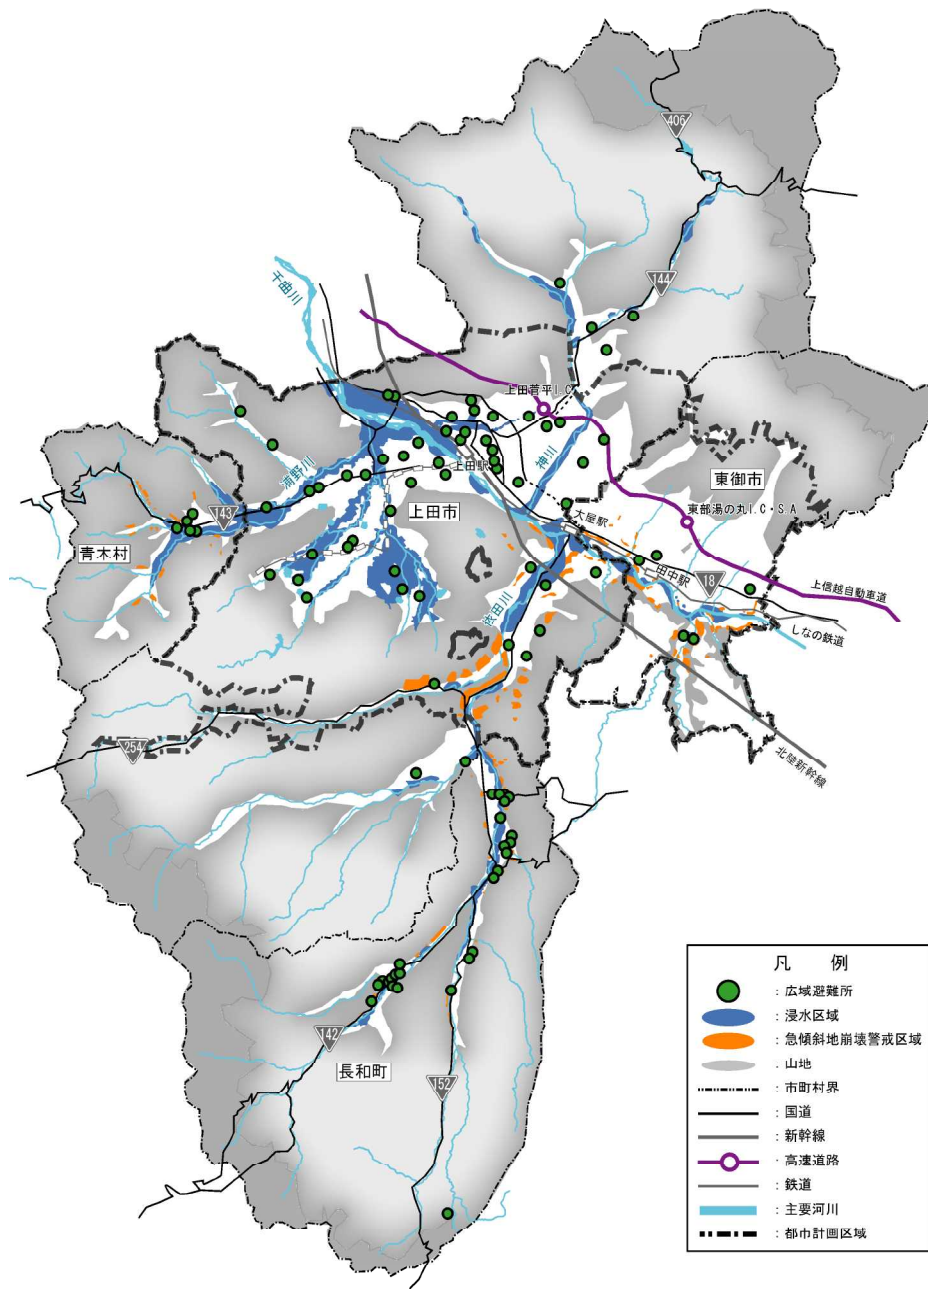 406
千曲川
144
上田菅平I.C
神川
浦野川
上田駅
東御市
143
上田市
大屋駅
東部湯の丸I.C・S.A
青木村
田中駅
18
上信越自動車道
依田川
しなの鉄道
254
北陸新幹線
凡 例
：広域避難所
：浸水区域
：急傾斜地崩壊警戒区域
：山地
：市町村界
：国道
：新幹線
：高速道路
：鉄道
：主要河川
：都市計画区域
142
長和町
152